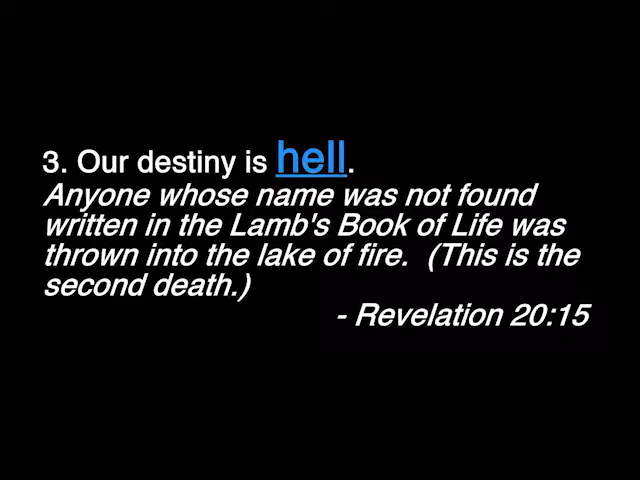 3. Our destiny is hell.
Anyone whose name was not found
written in the Lamb's Book of Life was
thrown into the lake of fire.  (This is the
second death.)
- Revelation 20:15